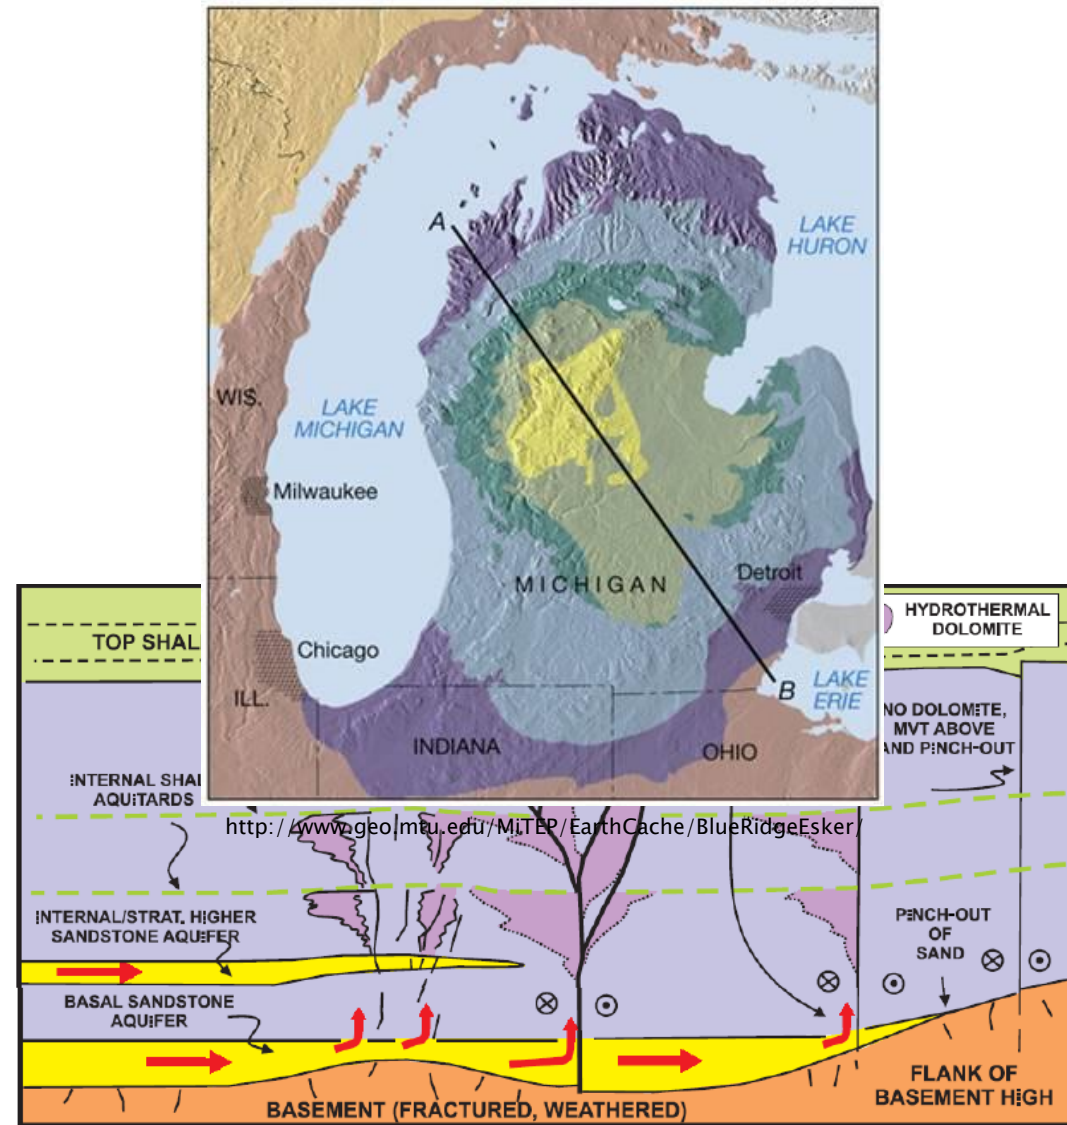 A
LAKE
HURON
WIS.
LAKE
MICHIGAN
Milwaukee
MICHIGAN
Detroit
Chicago
ILL.
B
LAKE
ERIE
INDIANA
OHIO
http://www.geo.mtu.edu/MiTEP/EarthCache/BlueRidgeEsker/
TOP SHAL
HYDROTHERMAL
DOLOMITE
NO DOLOMITE,
MVT ABOVE
AND PINCH-OUT
INTERNAL SHAL
AQUITARDS
INTERNAL/STRAT. HIGHER
SANDSTONE AQUIFER
PINCH-OUT
OF
SAND
BASAL SANDSTONE
AQUIFER
FLANK OF
BASEMENT HIGH
BASEMENT (FRACTURED, WEATHERED)